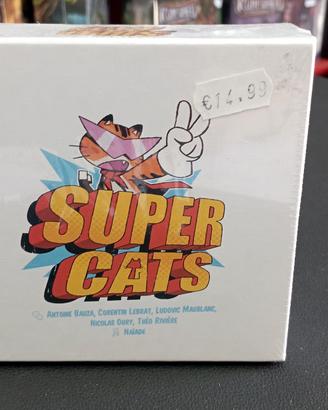 €14.99
SUPER
CATS
ANTOINE BAUZA, CORENTIN LEBRAT, LUDOVIC MAUBLANC,
NICOLAS OURY, THÉO RIVIÈRE
NAÏADE